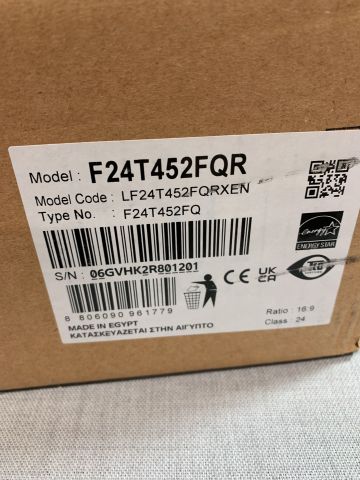 Model : F24T452FQR
Model Code : LF24T452FQRXEN
Type No. : F24T452FQ
energy
ENERGY STAR
S/N : 06GVHK2R801201
CE UK CA
8 806090 961779
MADE IN EGYPT
ΚΑΤΑΣΚΕΥΑΖΕΤΑΙ ΣΤΗΝ ΑΙΓΥΠΤΟ
Ratio : 16:9
Class : 24